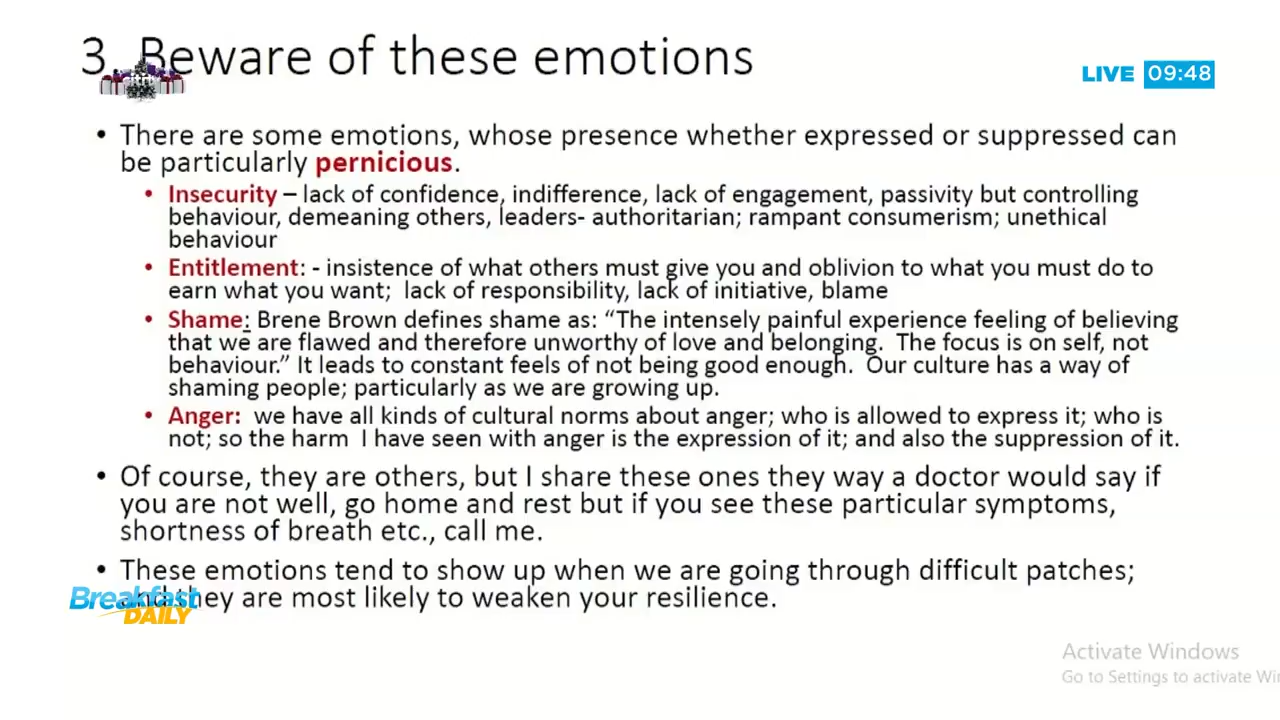 3. Beware of these emotions
LIVE 09:48
• There are some emotions, whose presence whether expressed or suppressed can
be particularly pernicious.
• Insecurity – lack of confidence, indifference, lack of engagement, passivity but controlling
behaviour, demeaning others, leaders- authoritarian; rampant consumerism; unethical
behaviour
• Entitlement: - insistence of what others must give you and oblivion to what you must do to
earn what you want; lack of responsibility, lack of initiative, blame
• Shame: Brene Brown defines shame as: “The intensely painful experience feeling of believing
that we are flawed and therefore unworthy of love and belonging. The focus is on self, not
behaviour.” It leads to constant feels of not being good enough. Our culture has a way of
shaming people; particularly as we are growing up.
• Anger: we have all kinds of cultural norms about anger; who is allowed to express it; who is
not; so the harm I have seen with anger is the expression of it; and also the suppression of it.
• Of course, they are others, but I share these ones they way a doctor would say if
you are not well, go home and rest but if you see these particular symptoms,
shortness of breath etc., call me.
• These emotions tend to show up when we are going through difficult patches;
and they are most likely to weaken your resilience.
Breakfast
DAILY
Activate Windows
Go to Settings to activate Win